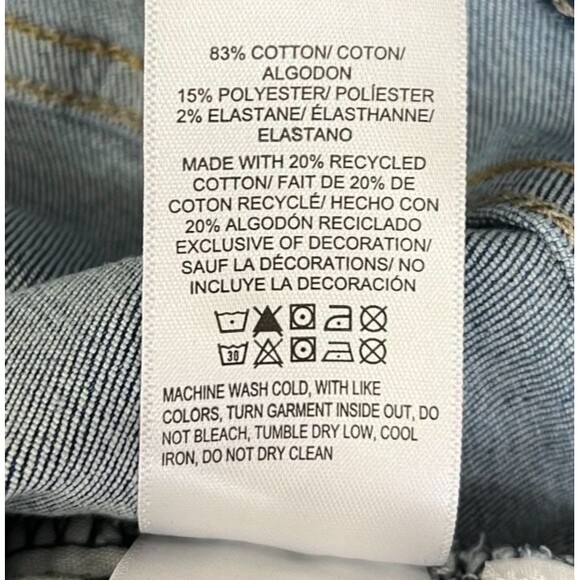 83% COTTON/ COTON/
ALGODON
15% POLYESTER/ POLÍESTER
2% ELASTANE/ ÉLASTHANNE/
ELASTANO
MADE WITH 20% RECYCLED
COTTON/ FAIT DE 20% DE
COTON RECYCLÉ/ HECHO CON
20% ALGODÓN RECICLADO
EXCLUSIVE OF DECORATION/
SAUF LA DÉCORATION/ NO
INCLUYE LA DECORACIÓN
30
MACHINE WASH COLD, WITH LIKE
COLORS, TURN GARMENT INSIDE OUT, DO
NOT BLEACH, TUMBLE DRY LOW, COOL
IRON, DO NOT DRY CLEAN